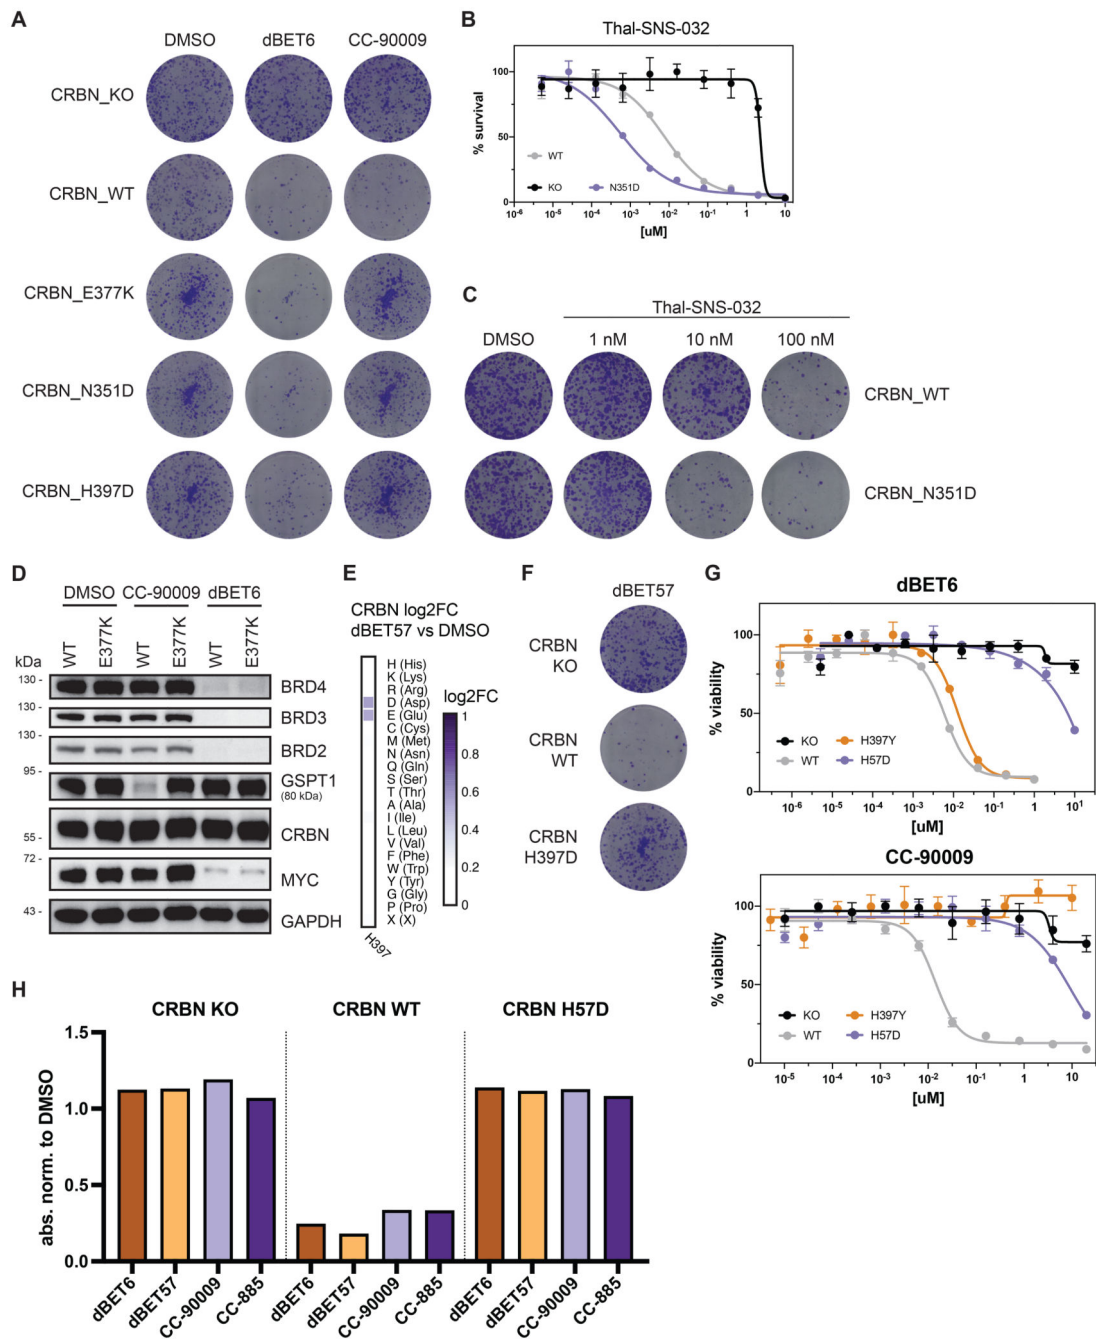 A
DMSO dBET6 CC-90009
CRBN_KO
CRBN_WT
CRBN_E377K
CRBN_N351D
CRBN_H397D
B
Thal-SNS-032
% survival
100
50
0
WT
KO
N351D
10-6 10-5 10-4 10-3 10-2 10-1 1 10
[uM]
C
Thal-SNS-032
DMSO 1 nM 10 nM 100 nM
CRBN_WT
CRBN_N351D
D
DMSO CC-90009 dBET6
WT E377K WT E377K WT E377K
kDa
130 -
BRD4
130 -
BRD3
130 -
BRD2
95 -
GSPT1
(80 kDa)
CRBN
55 -
72 -
MYC
43 -
GAPDH
E
CRBN log2FC
dBET57 vs DMSO
H (His)
K (Lys)
R (Arg)
D (Asp)
E (Glu)
C (Cys)
M (Met)
N (Asn)
Q (Gln)
S (Ser)
T (Thr)
A (Ala)
I (Ile)
L (Leu)
V (Val)
F (Phe)
W (Trp)
Y (Tyr)
G (Gly)
P (Pro)
X (X)
H397
log2FC
1
0.8
0.6
0.4
0.2
0
F
dBET57
CRBN
KO
CRBN
WT
CRBN
H397D
G
dBET6
% viability
100
50
0
KO H397Y
WT H57D
10-6 10-5 10-4 10-3 10-2 10-1 1 101
[uM]
CC-90009
% viability
100
50
0
KO H397Y
WT H57D
10-5 10-4 10-3 10-2 10-1 1 10
[uM]
H
CRBN KO CRBN WT CRBN H57D
abs. norm. to DMSO
1.5
1.0
0.5
0.0
dBET6 dBET57 CC-90009 CC-885 dBET6 dBET57 CC-90009 CC-885 dBET6 dBET57 CC-90009 CC-885